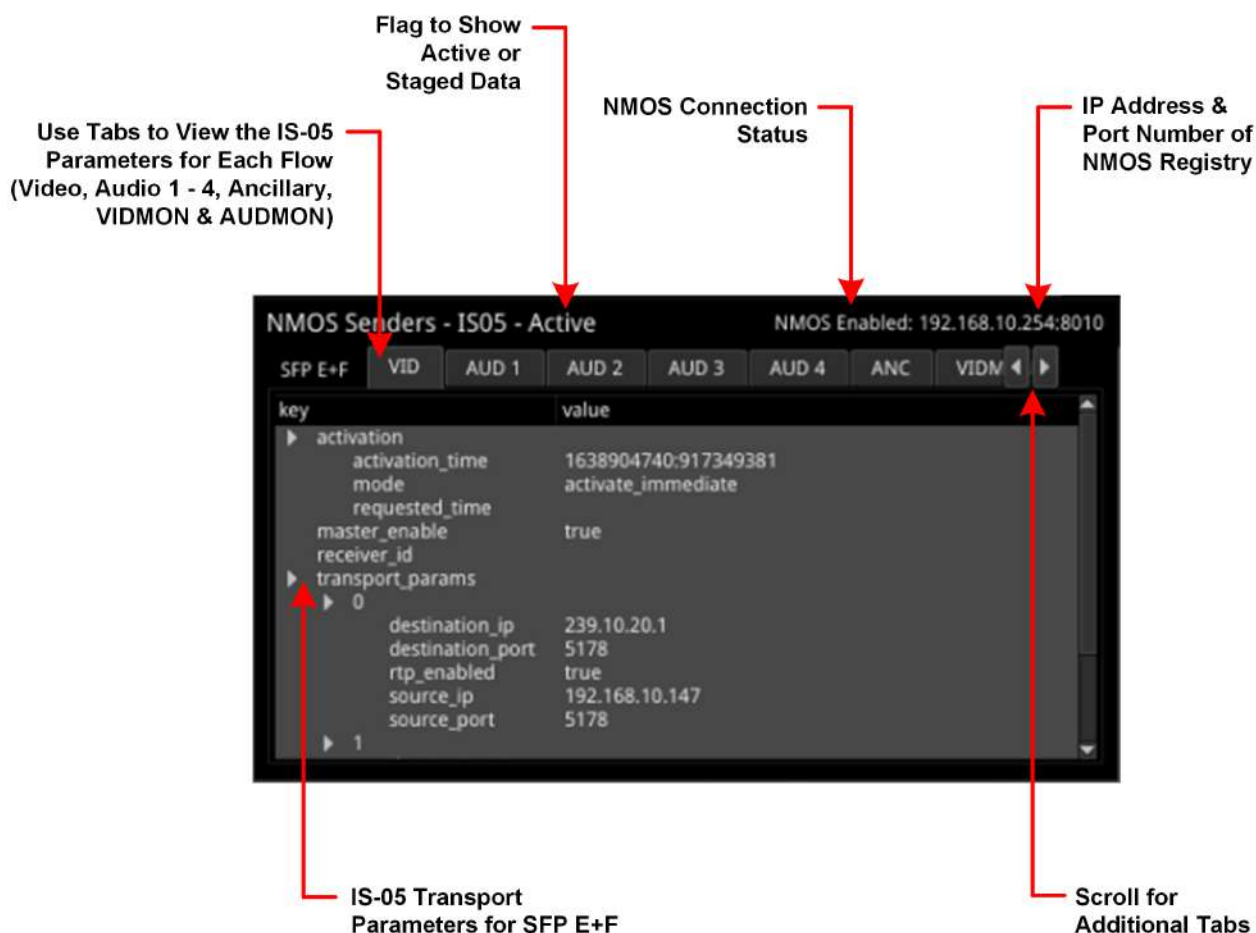 Flag to Show
Active or
Staged Data
NMOS Connection
Status
IP Address &
Port Number of
NMOS Registry
Use Tabs to View the IS-05
Parameters for Each Flow
(Video, Audio 1 - 4, Ancillary,
VIDMON & AUDMON)
NMOS Senders - IS05 - Active
NMOS Enabled: 192.168.10.254:8010
SFP E+F VID AUD 1 AUD 2 AUD 3 AUD 4 ANC VIDM
key value
activation
activation_time 1638904740:917349381
mode activate_immediate
requested_time
master_enable true
receiver_id
transport_params
0
destination_ip 239.10.20.1
destination_port 5178
rtp_enabled true
source_ip 192.168.10.147
source_port 5178
1
IS-05 Transport
Parameters for SFP E+F
Scroll for
Additional Tabs